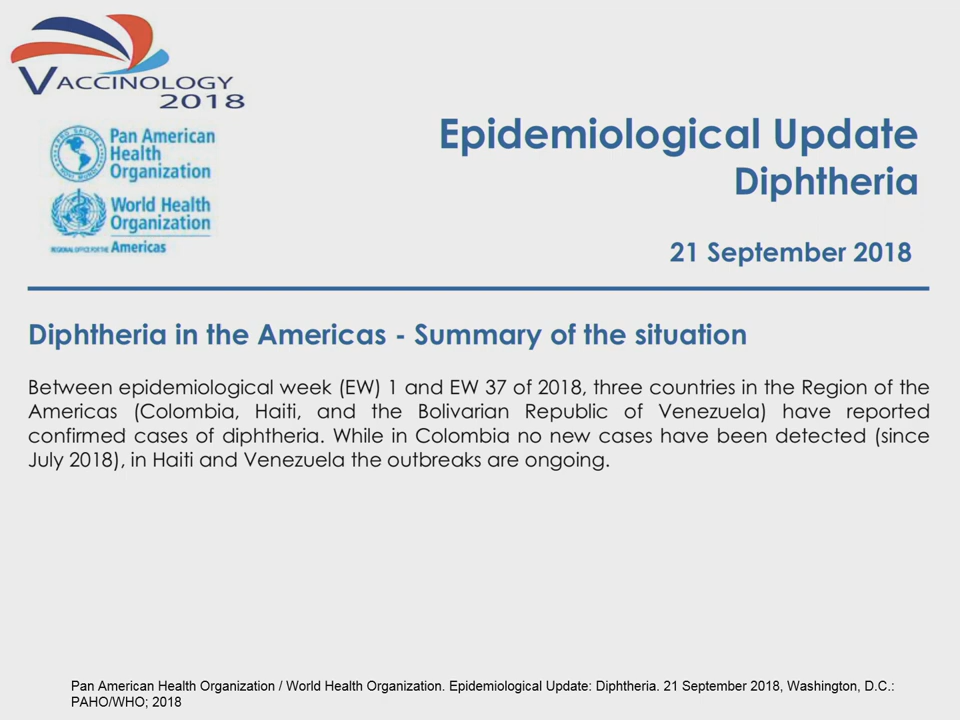 VACCINOLOGY
2018
Pan American
Health
Organization
World Health
Organization
REGIONAL OFFICE FOR THE Americas
Epidemiological Update
Diphtheria
21 September 2018
Diphtheria in the Americas - Summary of the situation
Between epidemiological week (EW) 1 and EW 37 of 2018, three countries in the Region of the
Americas (Colombia, Haiti, and the Bolivarian Republic of Venezuela) have reported
confirmed cases of diphtheria. While in Colombia no new cases have been detected (since
July 2018), in Haiti and Venezuela the outbreaks are ongoing.
Pan American Health Organization / World Health Organization. Epidemiological Update: Diphtheria. 21 September 2018, Washington, D.C.:
PAHO/WHO; 2018